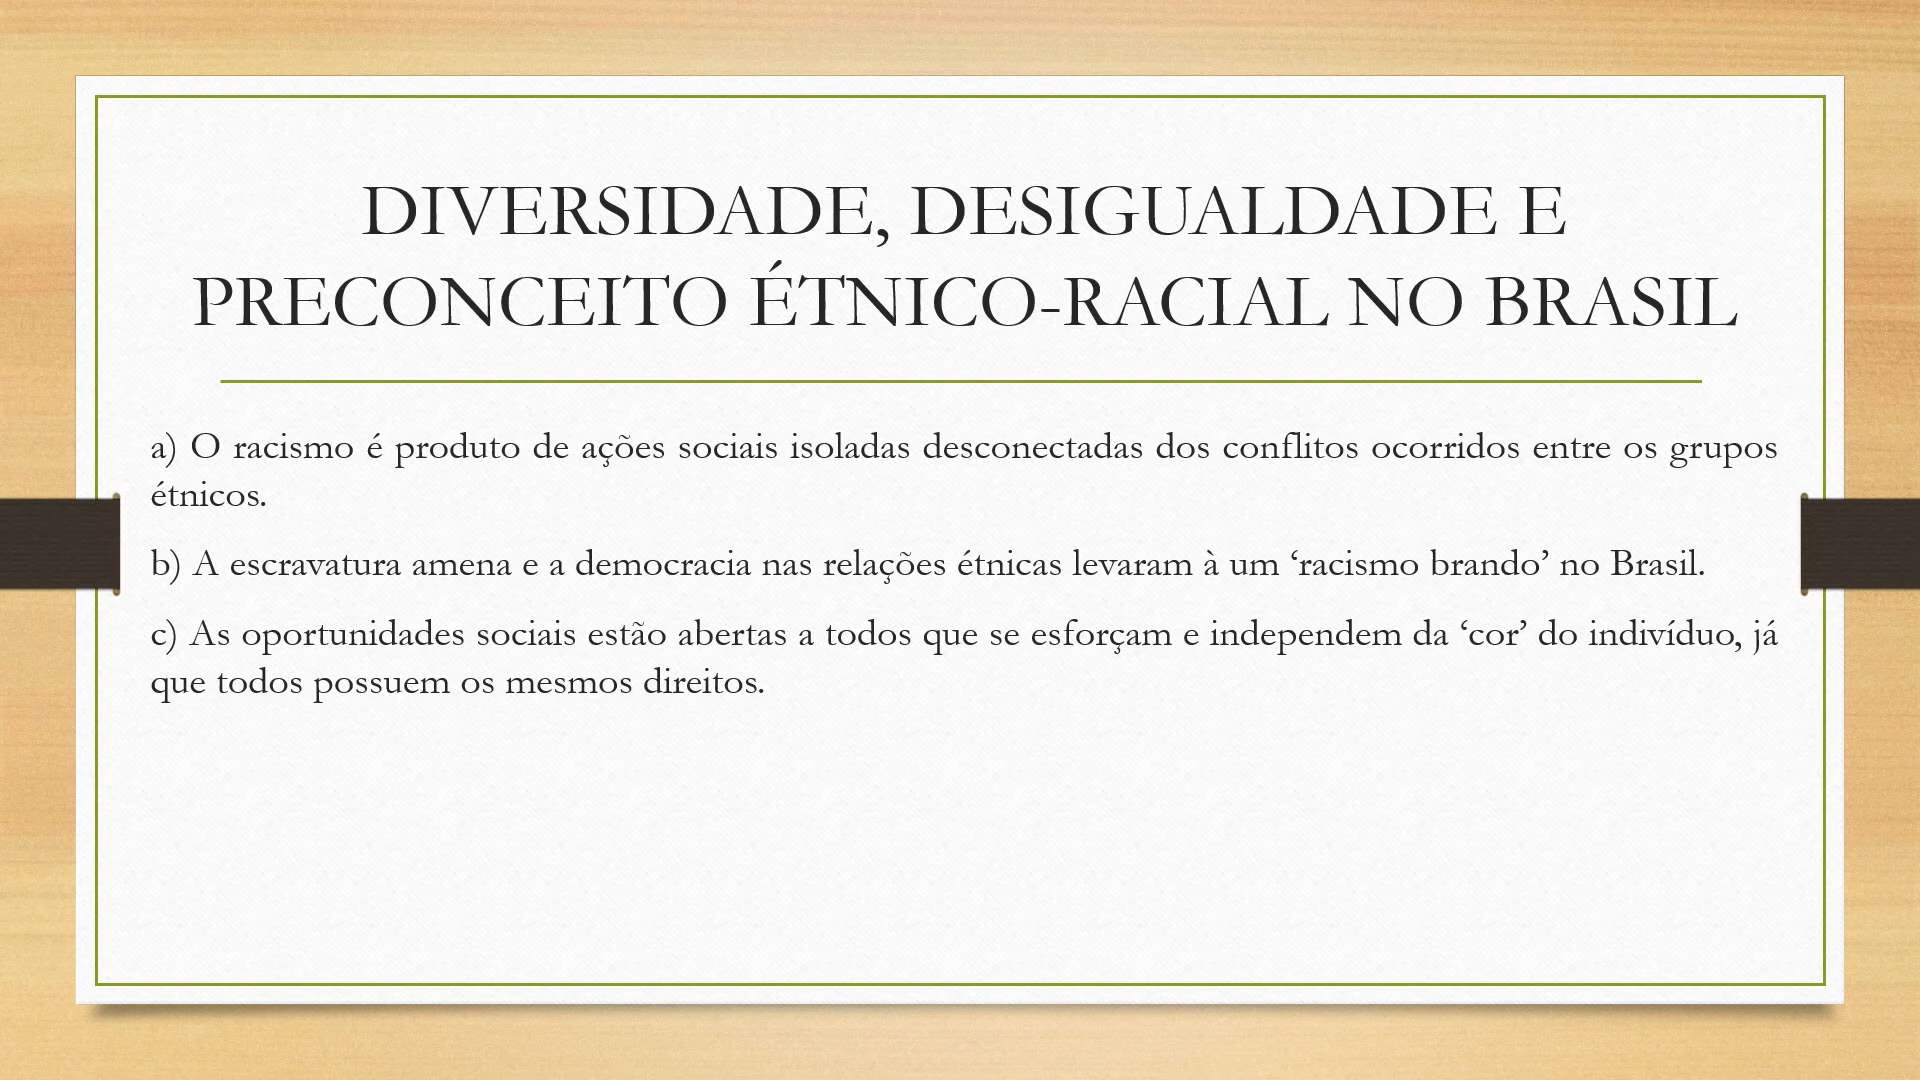 DIVERSIDADE, DESIGUALDADE E
PRECONCEITO ÉTNICO-RACIAL NO BRASIL
a) O racismo é produto de ações sociais isoladas desconectadas dos conflitos ocorridos entre os grupos
étnicos.
b) A escravatura amena e a democracia nas relações étnicas levaram à um ‘racismo brando’ no Brasil.
c) As oportunidades sociais estão abertas a todos que se esforçam e independem da ‘cor’ do indivíduo, já
que todos possuem os mesmos direitos.